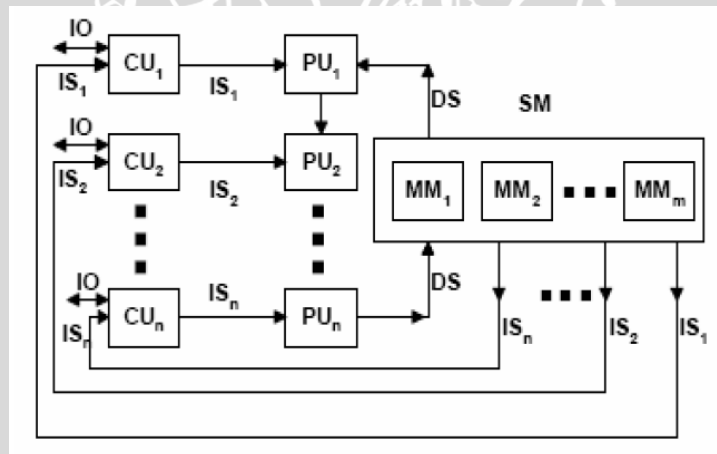 IO
CU₁
IS₁
IS₁
PU₁
DS
SM
IO
CU₂
IS₂
IS₂
PU₂
MM₁
MM₂
MMₘ
IO
CUₙ
ISₙ
ISₙ
PUₙ
DS
ISₙ
IS₂
IS₁